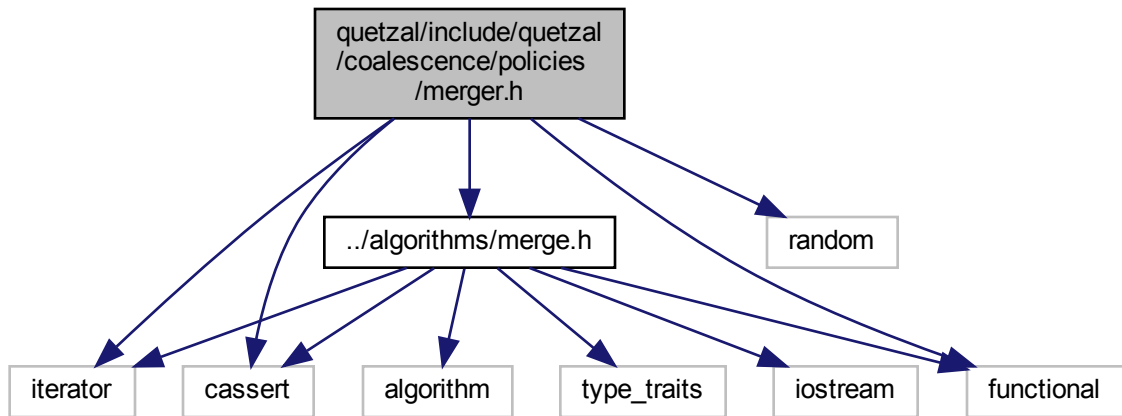 quetzal/include/quetzal
/coalescence/policies
/merger.h
../algorithms/merge.h
random
iterator
cassert
algorithm
type_traits
iostream
functional